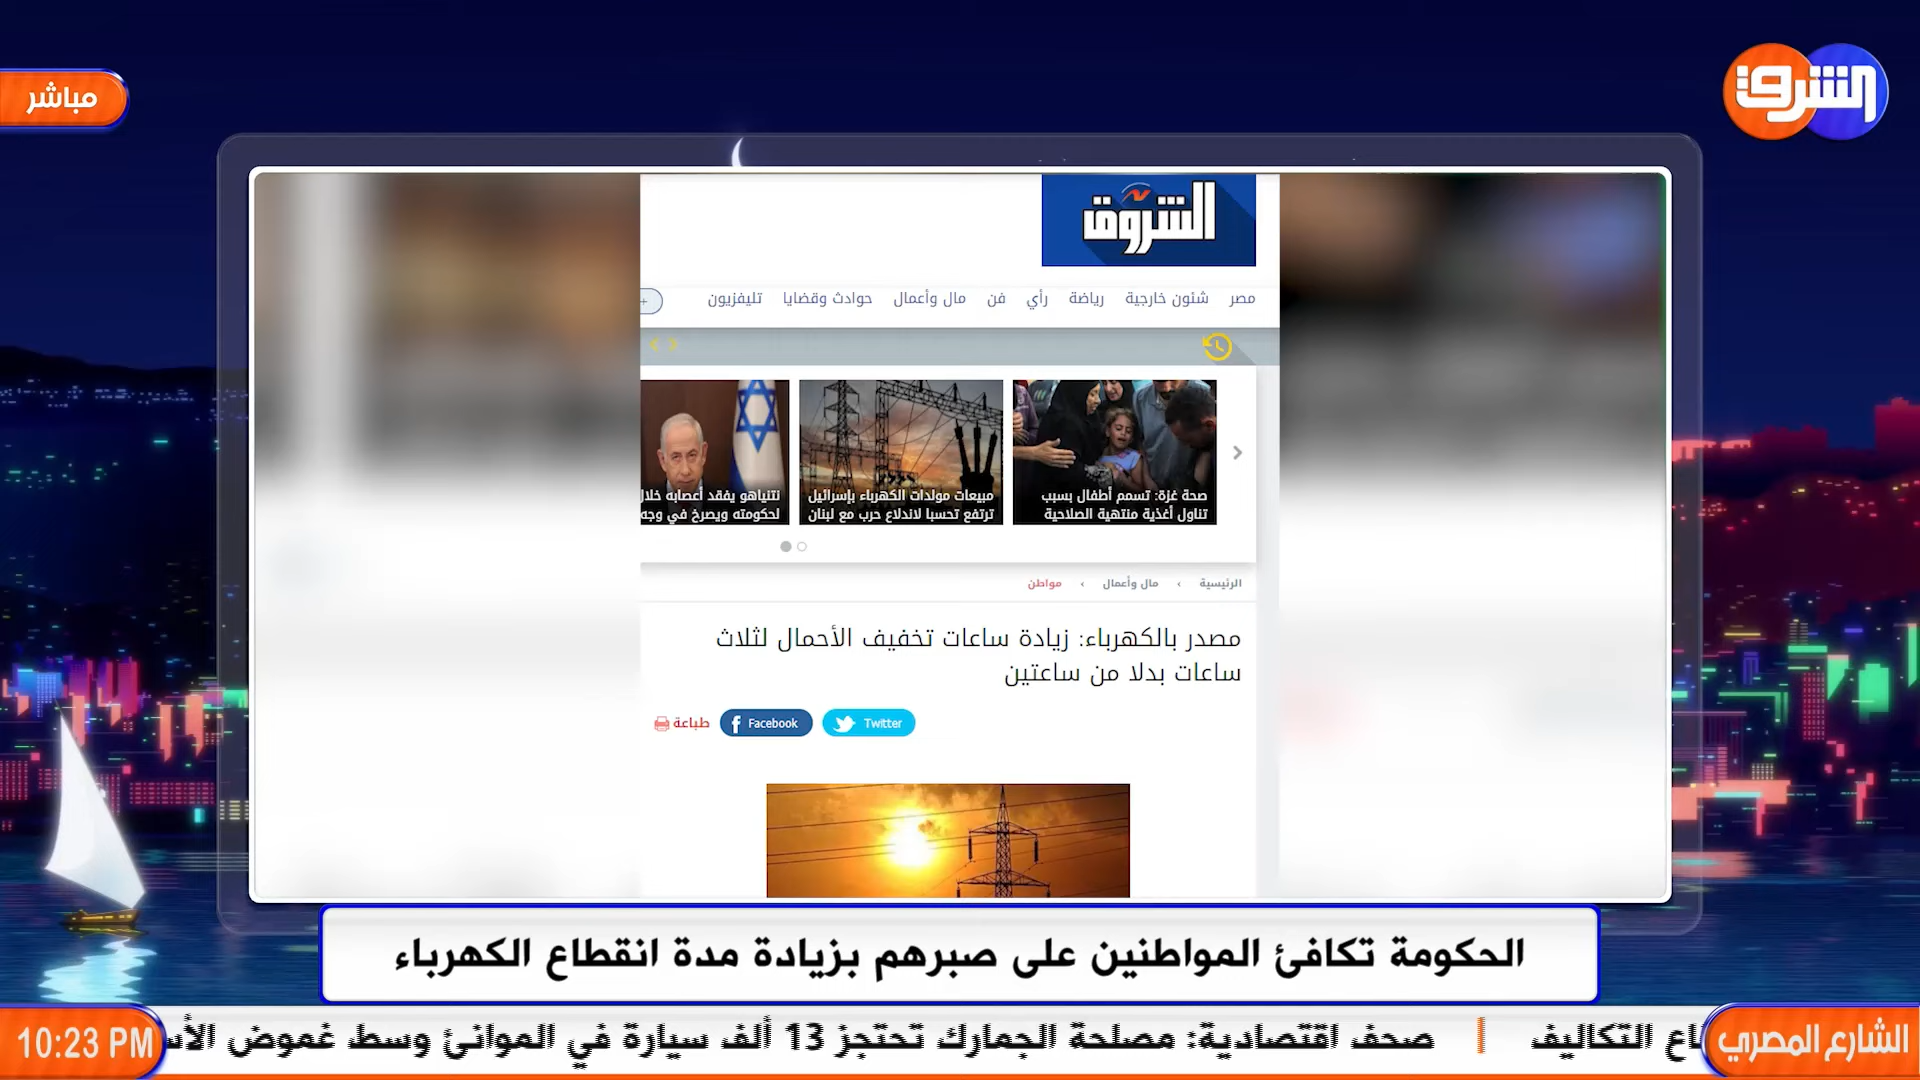 مباشر
الشرق
الشروق
مصر شئون خارجية رياضة رأي فن مال وأعمال حوادث وقضايا تليفزيون
صحة غزة: تسمم أطفال بسبب
تناول أغذية منتهية الصلاحية
مبيعات مولدات الكهرباء بإسرائيل
ترتفع تحسبا لاندلاع حرب مع لبنان
نتنياهو يفقد أعصابه خلال
لحكومته ويصرخ في وجه
الرئيسية › مال وأعمال › مواطن
مصدر بالكهرباء: زيادة ساعات تخفيف الأحمال لثلاث
ساعات بدلا من ساعتين
Twitter Facebook طباعة
الحكومة تكافئ المواطنين على صبرهم بزيادة مدة انقطاع الكهرباء
الشارع المصري
التكاليف | صحف اقتصادية: مصلحة الجمارك تحتجز 13 ألف سيارة في الموانئ وسط غموض
10:23 PM